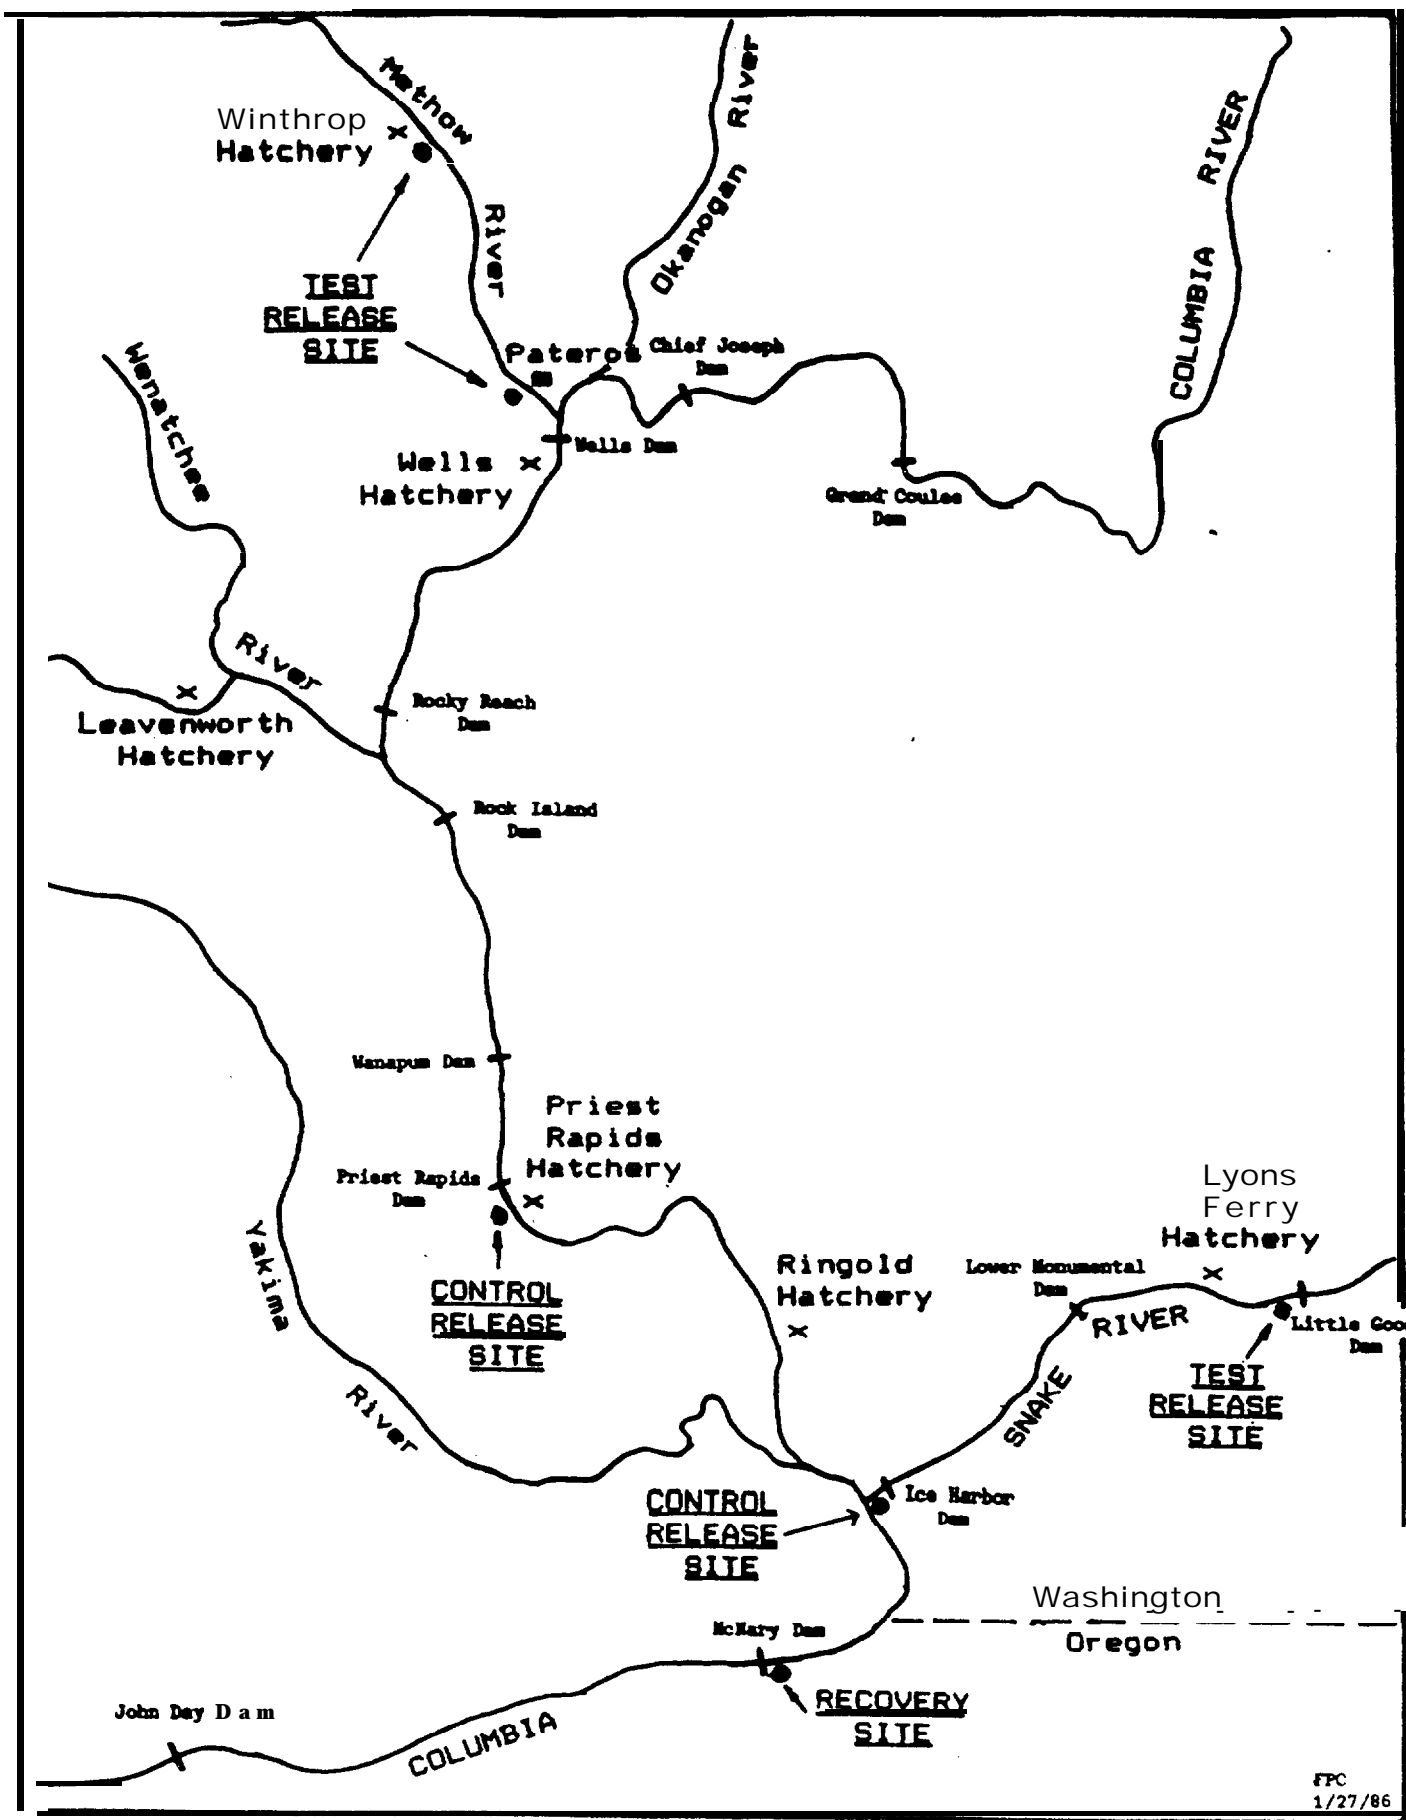 Methow
River
Winthrop
Hatchery
River
Okanogan
COLUMBIA
RIVER
TEST
RELEASE
SITE
Pateros
Chief Joseph
Dam
Wenatchee
River
Wells Dam
Wells
Hatchery
Grand Coulee
Dam
Leavenworth
Hatchery
Rocky Reach
Dam
Rock Island
Dam
Wanapum Dam
Priest
Rapids
Hatchery
Priest Rapids
Dam
CONTROL
RELEASE
SITE
Yakima
River
Ringold
Hatchery
Lyons
Ferry
Hatchery
Lower Monumental
Dam
SNAKE
RIVER
Little Goo
Dam
TEST
RELEASE
SITE
CONTROL
RELEASE
SITE
Ice Harbor
Dam
Washington
Oregon
McNary Dam
RECOVERY
SITE
John Day Dam
COLUMBIA
FPC
1/27/86